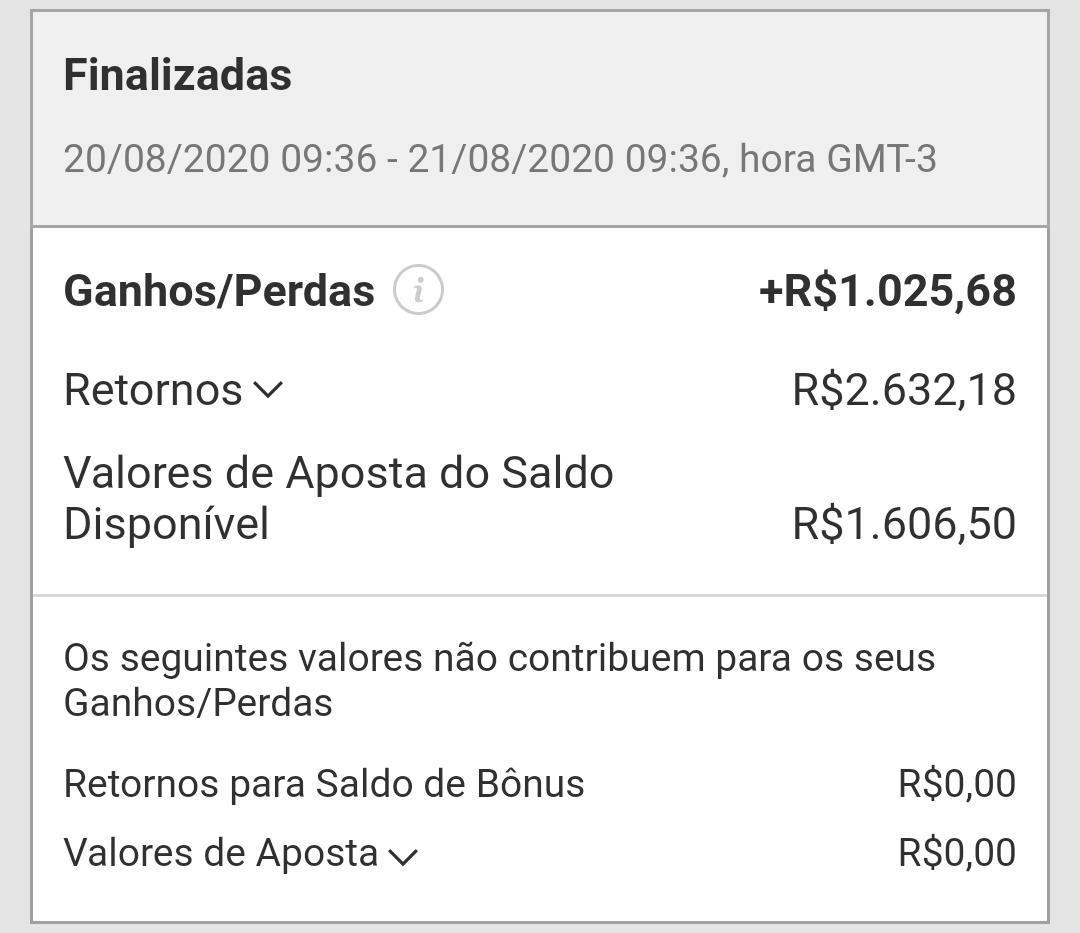 Finalizadas
20/08/2020 09:36 - 21/08/2020 09:36, hora GMT-3
Ganhos/Perdas i +R$1.025,68
Retornos R$2.632,18
Valores de Aposta do Saldo
Disponível R$1.606,50
Os seguintes valores não contribuem para os seus
Ganhos/Perdas
Retornos para Saldo de Bônus R$0,00
Valores de Aposta R$0,00